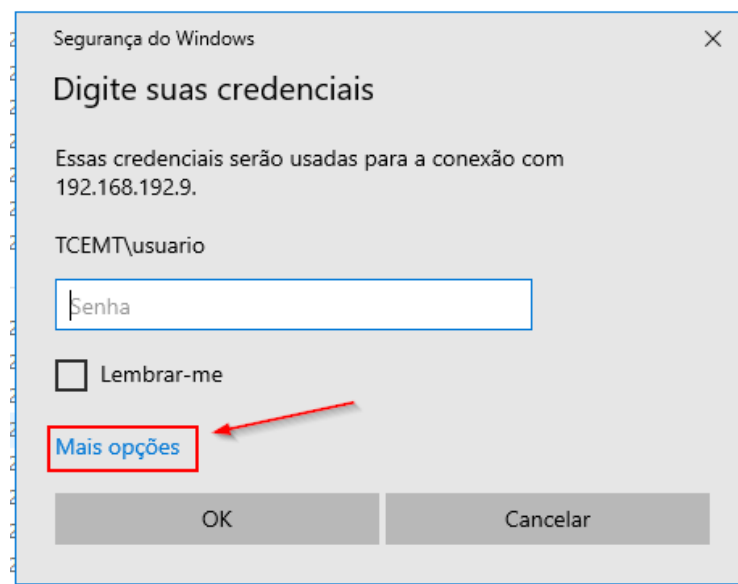 Segurança do Windows
Digite suas credenciais
Essas credenciais serão usadas para a conexão com
192.168.192.9.
TCEMT\usuario
Senha
Lembrar-me
Mais opções
OK
Cancelar